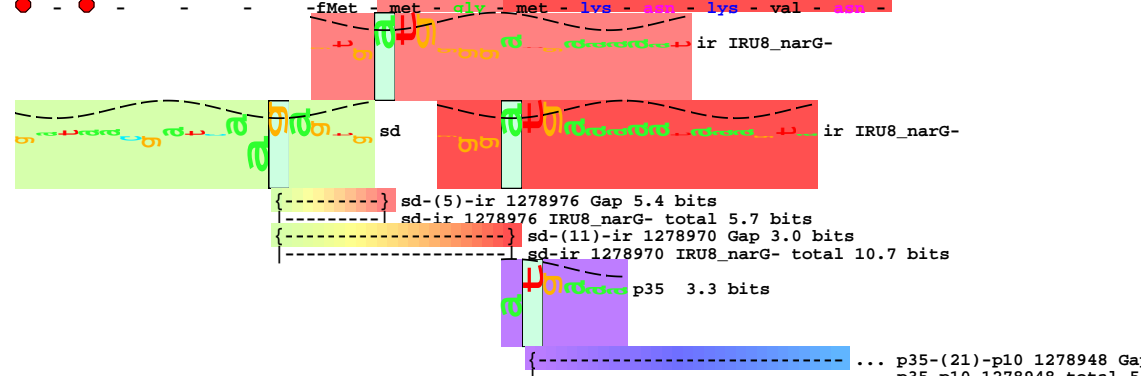 - - - - -fMet - met - gly - met - lys - asn - lys - val - asn -
ir IRU8_narG-
sd
ir IRU8_narG-
{----------} sd-(5)-ir 1278976 Gap 5.4 bits
|---------| sd-ir 1278976 IRU8_narG- total 5.7 bits
{----------------------} sd-(11)-ir 1278970 Gap 3.0 bits
|---------------------| sd-ir 1278970 IRU8_narG- total 10.7 bits
p35 3.3 bits
{------------------------------ ... p35-(21)-p10 1278948 Ga